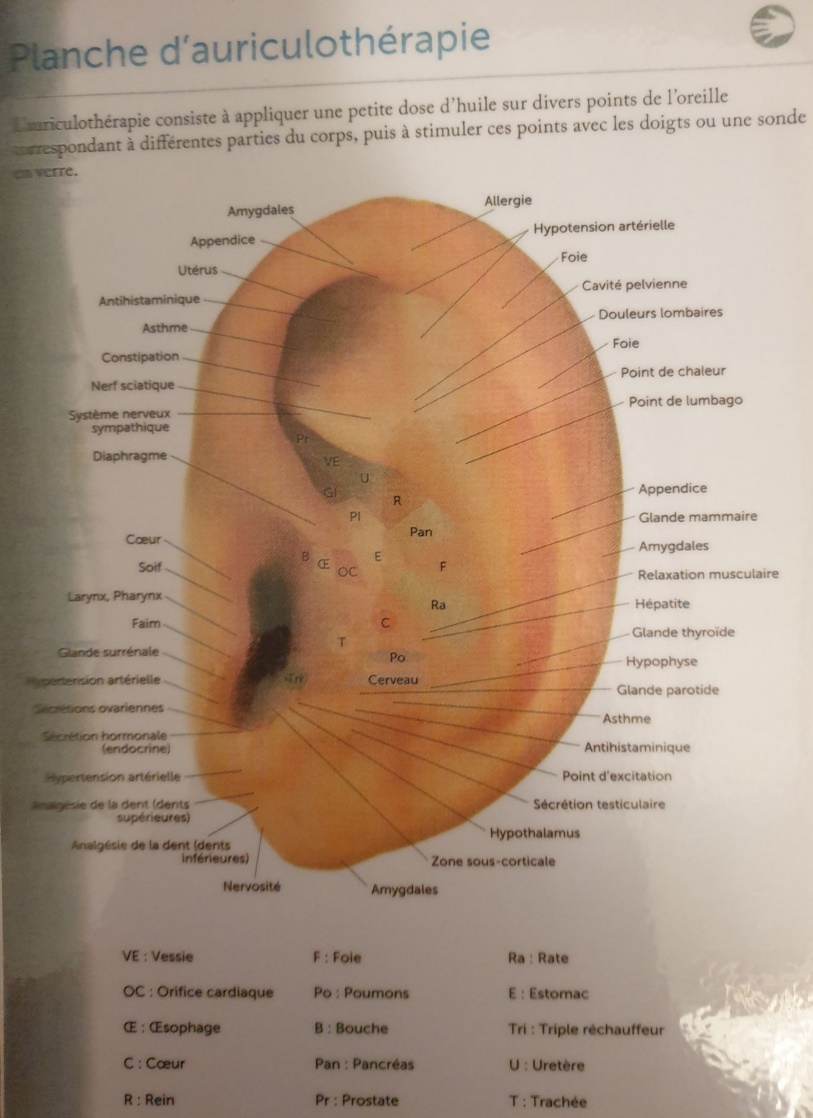 Planche d'auriculothérapie
L'auriculothérapie consiste à appliquer une petite dose d'huile sur divers points de l'oreille
correspondant à différentes parties du corps, puis à stimuler ces points avec les doigts ou une sonde
en verre.
Amygdales
Appendice
Utérus
Antihistaminique
Asthme
Constipation
Nerf sciatique
Système nerveux
sympathique
Diaphragme
Cœur
Soif
Larynx, Pharynx
Faim
Glande surrénale
Hypertension artérielle
Sécrétions ovariennes
Sécrétion hormonale
(endocrine)
Hypertension artérielle
Analgésie de la dent (dents
supérieures)
Analgésie de la dent (dents
inférieures)
Nervosité
Allergie
Hypotension artérielle
Foie
Cavité pelvienne
Douleurs lombaires
Foie
Point de chaleur
Point de lumbago
Appendice
Glande mammaire
Amygdales
Relaxation musculaire
Hépatite
Glande thyroïde
Hypophyse
Glande parotide
Asthme
Antihistaminique
Point d'excitation
Sécrétion testiculaire
Hypothalamus
Zone sous-corticale
Amygdales
Pr
VE
U
GI
R
PI
Pan
B
Œ
OC
E
F
Ra
C
T
Po
Tri
Cerveau
VE : Vessie
F : Foie
Ra : Rate
OC : Orifice cardiaque
Po : Poumons
E : Estomac
Œ : Œsophage
B : Bouche
Tri : Triple réchauffeur
C : Cœur
Pan : Pancréas
U : Uretère
R : Rein
Pr : Prostate
T : Trachée